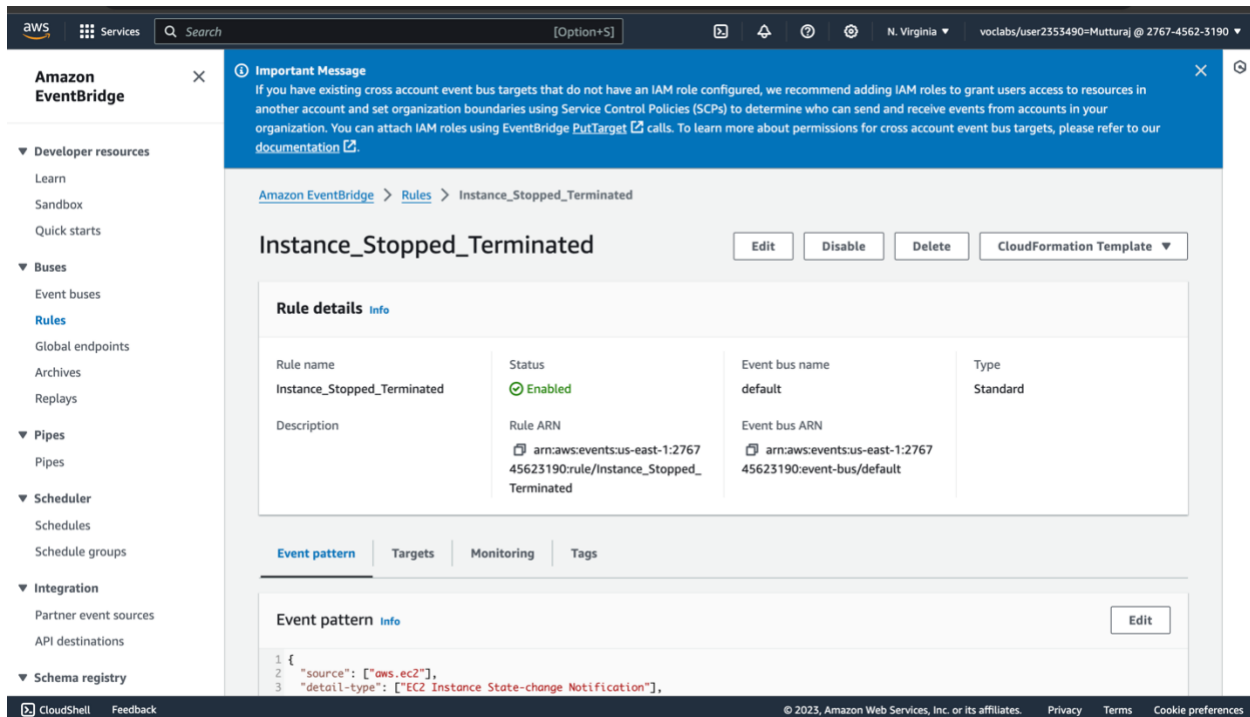 aws
Services
Search
[Option+S]
N. Virginia ▼
voclabs/user2353490=Mutturaj @ 2767-4562-3190 ▼
Amazon
EventBridge
▼ Developer resources
Learn
Sandbox
Quick starts
▼ Buses
Event buses
Rules
Global endpoints
Archives
Replays
▼ Pipes
Pipes
▼ Scheduler
Schedules
Schedule groups
▼ Integration
Partner event sources
API destinations
▼ Schema registry
Important Message
If you have existing cross account event bus targets that do not have an IAM role configured, we recommend adding IAM roles to grant users access to resources in
another account and set organization boundaries using Service Control Policies (SCPs) to determine who can send and receive events from accounts in your
organization. You can attach IAM roles using EventBridge PutTarget calls. To learn more about permissions for cross account event bus targets, please refer to our
documentation.
Amazon EventBridge > Rules > Instance_Stopped_Terminated
Instance_Stopped_Terminated
Edit
Disable
Delete
CloudFormation Template ▼
Rule details Info
Rule name
Instance_Stopped_Terminated
Description
Status
Enabled
Rule ARN
arn:aws:events:us-east-1:2767
45623190:rule/Instance_Stopped_
Terminated
Event bus name
default
Event bus ARN
arn:aws:events:us-east-1:2767
45623190:event-bus/default
Type
Standard
Event pattern
Targets
Monitoring
Tags
Event pattern Info
Edit
1 {
2 "source": ["aws.ec2"],
3 "detail-type": ["EC2 Instance State-change Notification"],
CloudShell
Feedback
© 2023, Amazon Web Services, Inc. or its affiliates.
Privacy
Terms
Cookie preferences